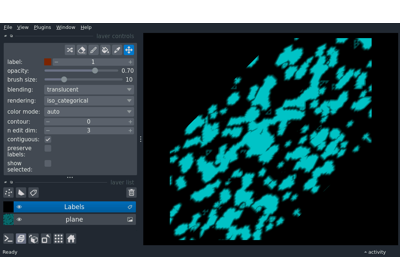 File View Plugins Window Help
layer controls
label: 1
opacity: 0.70
brush size: 10
blending: translucent
rendering: iso_categorical
color mode: auto
contour: 0
n edit dim: 3
contiguous:
preserve
labels:
show
selected:
layer list
Labels
plane
Ready activity